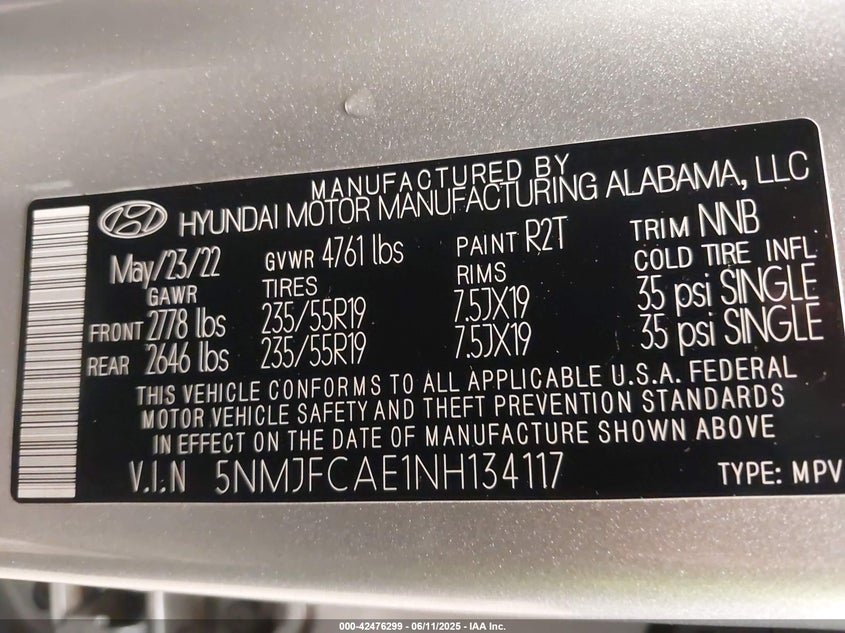 MANUFACTURED BY
HYUNDAI MOTOR MANUFACTURING ALABAMA, LLC
May/23/22 GVWR 4761 lbs PAINT R2T TRIM NNB
GAWR TIRES RIMS COLD TIRE INFL
FRONT 2778 lbs 235/55R19 7.5JX19 35 psi SINGLE
REAR 2646 lbs 235/55R19 7.5JX19 35 psi SINGLE
THIS VEHICLE CONFORMS TO ALL APPLICABLE U.S.A. FEDERAL
MOTOR VEHICLE SAFETY AND THEFT PREVENTION STANDARDS
IN EFFECT ON THE DATE OF MANUFACTURE SHOWN ABOVE
V.I.N 5NMJFCAE1NH134117 TYPE: MPV
000-42476299 - 06/11/2025 - IAA Inc.